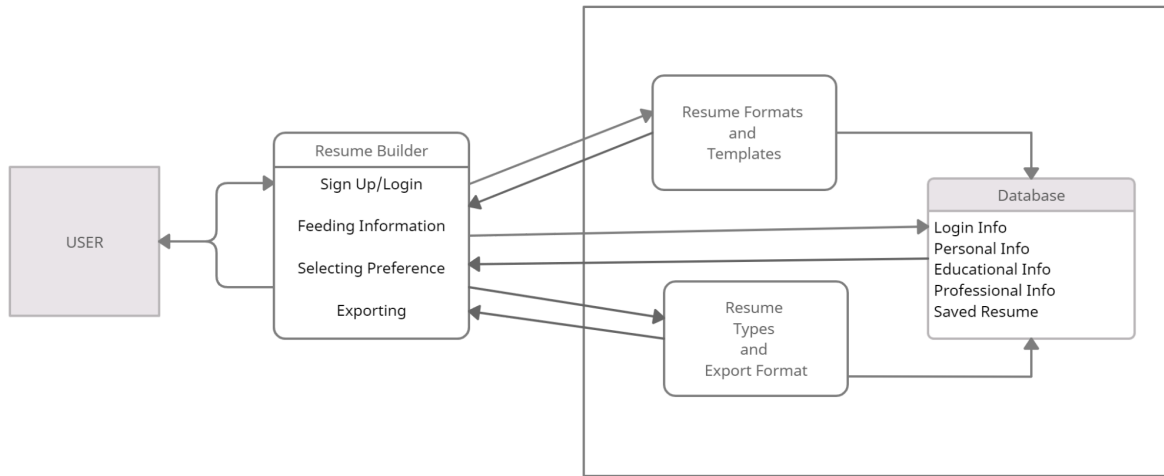 USER
Resume Builder
Sign Up/Login
Feeding Information
Selecting Preference
Exporting
Resume Formats
and
Templates
Resume
Types
and
Export Format
Database
Login Info
Personal Info
Educational Info
Professional Info
Saved Resume